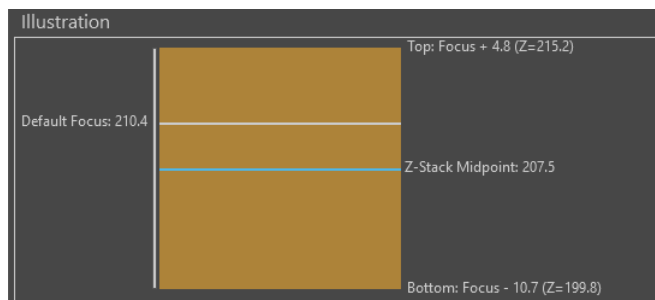 Illustration
Top: Focus + 4.8 (Z=215.2)
Default Focus: 210.4
Z-Stack Midpoint: 207.5
Bottom: Focus - 10.7 (Z=199.8)